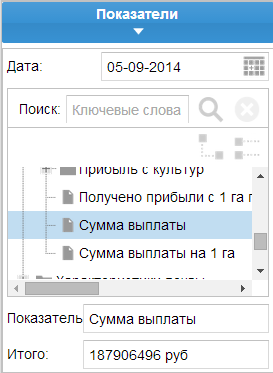 Показатели
Дата: 05-09-2014
Поиск: Ключевые слова
Прибыль с культур
Получено прибыли с 1 га
Сумма выплаты
Сумма выплаты на 1 га
Показатель Сумма выплаты
Итого: 187906496 руб